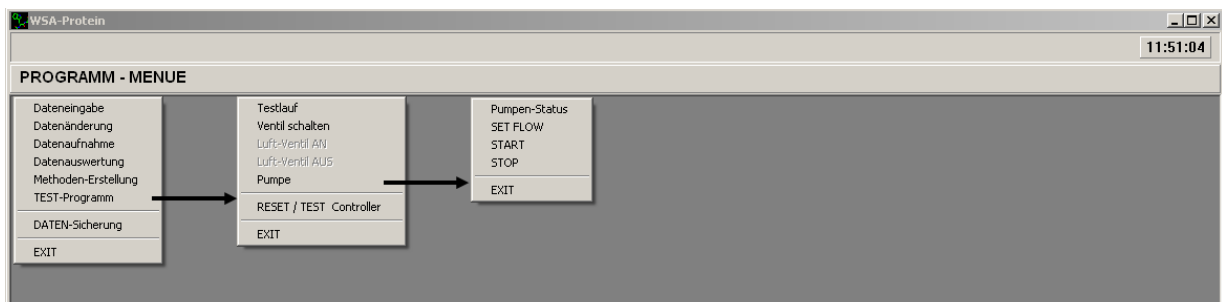 WSA-Protein
11:51:04
PROGRAMM - MENUE
Dateneingabe
Datenänderung
Datenaufnahme
Datenauswertung
Methoden-Erstellung
TEST-Programm
DATEN-Sicherung
EXIT
Testlauf
Ventil schalten
Luft-Ventil AN
Luft-Ventil AUS
Pumpe
RESET / TEST Controller
EXIT
Pumpen-Status
SET FLOW
START
STOP
EXIT